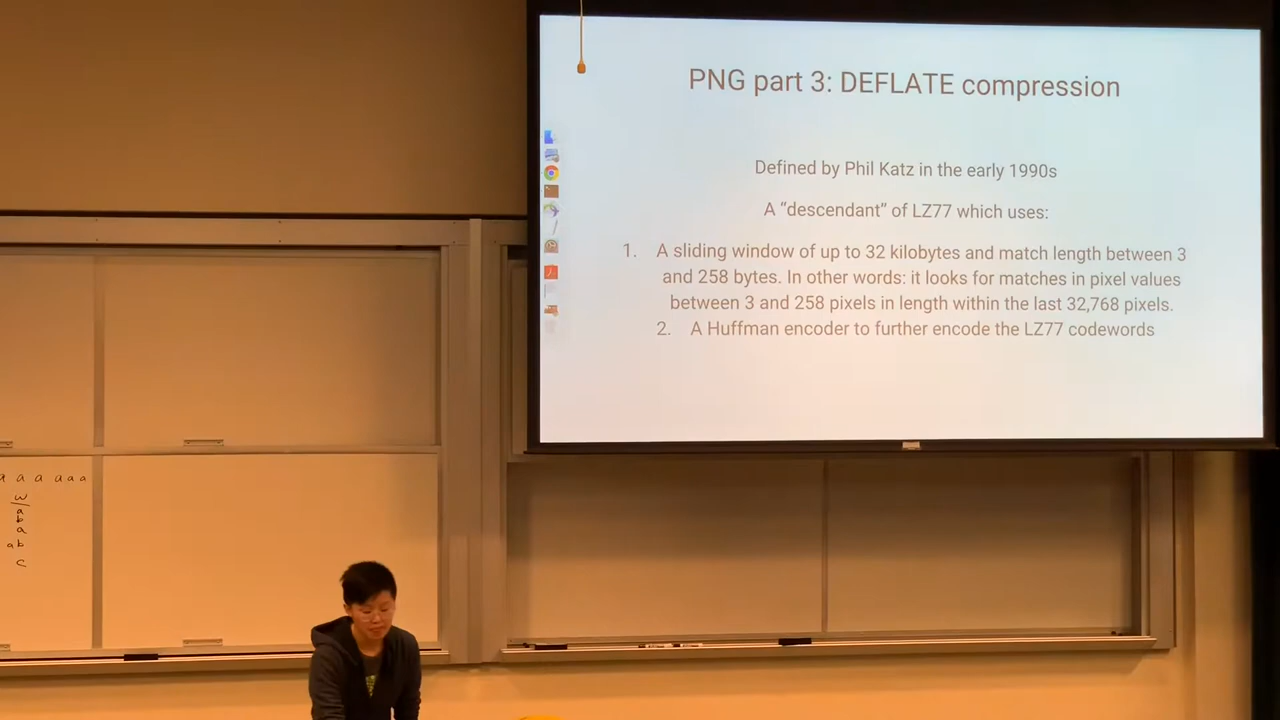 PNG part 3: DEFLATE compression
Defined by Phil Katz in the early 1990s
A “descendant” of LZ77 which uses:
1. A sliding window of up to 32 kilobytes and match length between 3
and 258 bytes. In other words: it looks for matches in pixel values
between 3 and 258 pixels in length within the last 32,768 pixels.
2. A Huffman encoder to further encode the LZ77 codewords
a a a a a a
w
a
b
a
a b
c